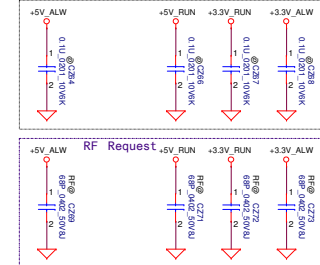 +5V_ALW
+5V_RUN
+3.3V_RUN
+3.3V_ALW
1
2
@CZ64
0.1U_0201_10V6K
1
2
@CZ66
0.1U_0201_10V6K
1
2
@CZ67
0.1U_0201_10V6K
1
2
@CZ68
0.1U_0201_10V6K
RF Request
+5V_ALW
+5V_RUN
+3.3V_RUN
+3.3V_ALW
1
2
RF@ CZ69
68P_0402_50V8J
1
2
RF@ CZ71
68P_0402_50V8J
1
2
RF@ CZ72
68P_0402_50V8J
1
2
RF@ CZ73
68P_0402_50V8J